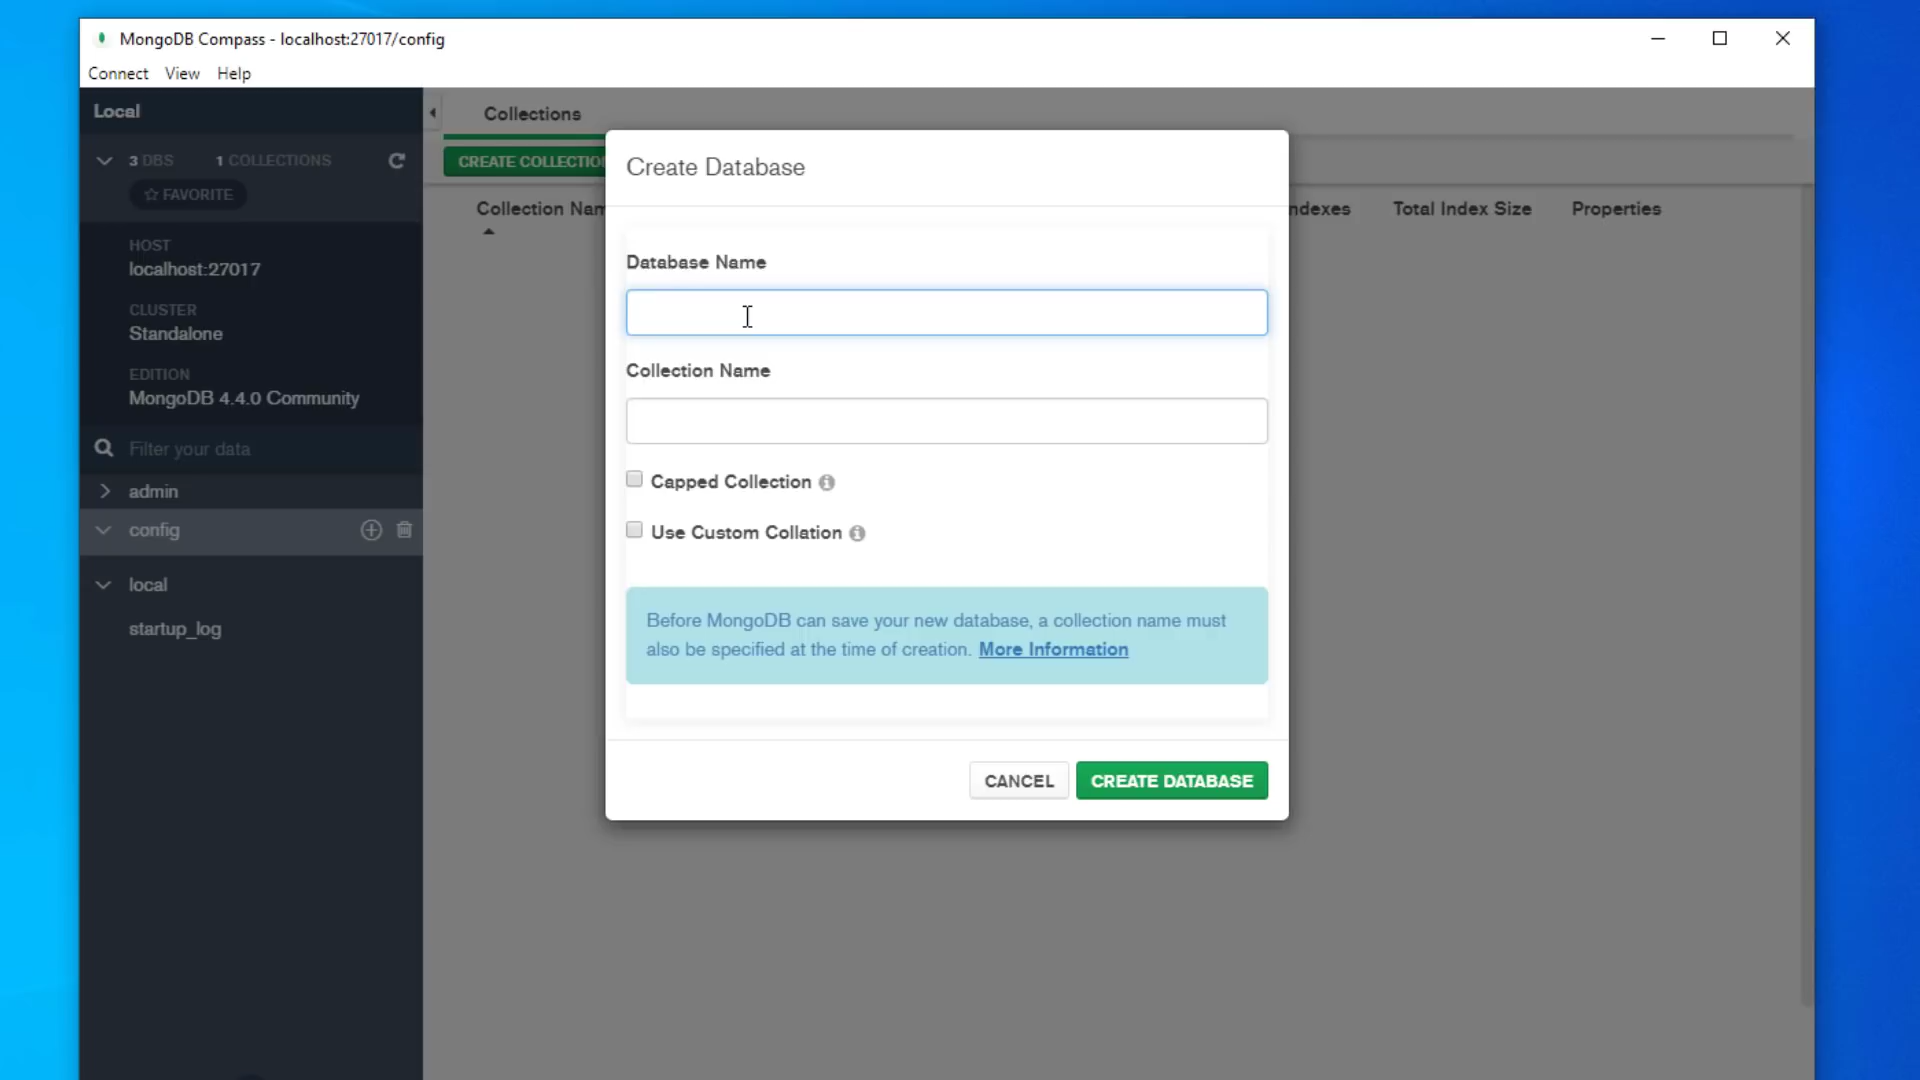 MongoDB Compass - localhost:27017/config
Connect View Help
Local
Collections
3 DBS 1 COLLECTIONS
FAVORITE
CREATE COLLECTIO
Collection Nam
ndexes Total Index Size Properties
HOST
localhost:27017
CLUSTER
Standalone
EDITION
MongoDB 4.4.0 Community
Filter your data
admin
config
local
startup_log
Create Database
Database Name
Collection Name
Capped Collection
Use Custom Collation
Before MongoDB can save your new database, a collection name must
also be specified at the time of creation. More Information
CANCEL CREATE DATABASE